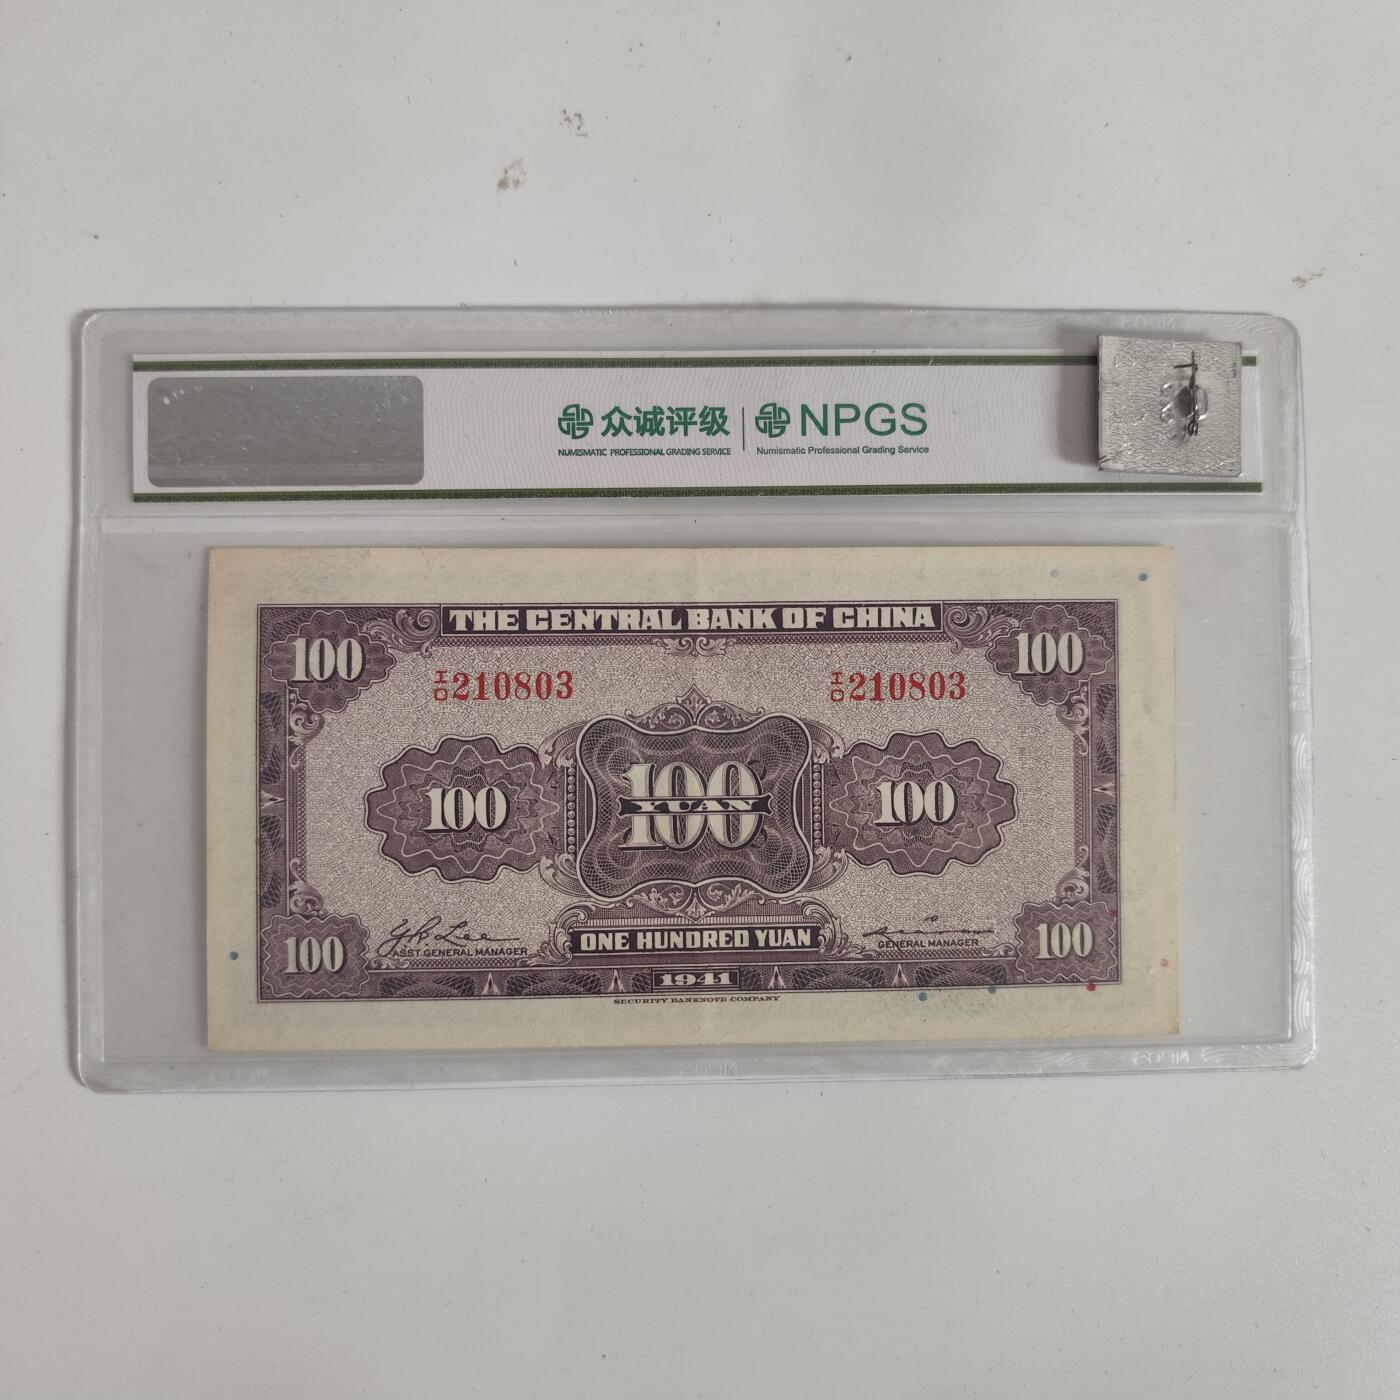 众诚评级 NPGS
NUMISMATIC PROFESSIONAL GRADING SERVICE Numismatic Professional Grading Service
THE CENTRAL BANK OF CHINA
100 100
I/O 210803 I/O 210803
100 100 YUAN 100
Y. C. Lee
ASST GENERAL MANAGER GENERAL MANAGER
100 ONE HUNDRED YUAN 100
1941
SECURITY BANKNOTE COMPANY